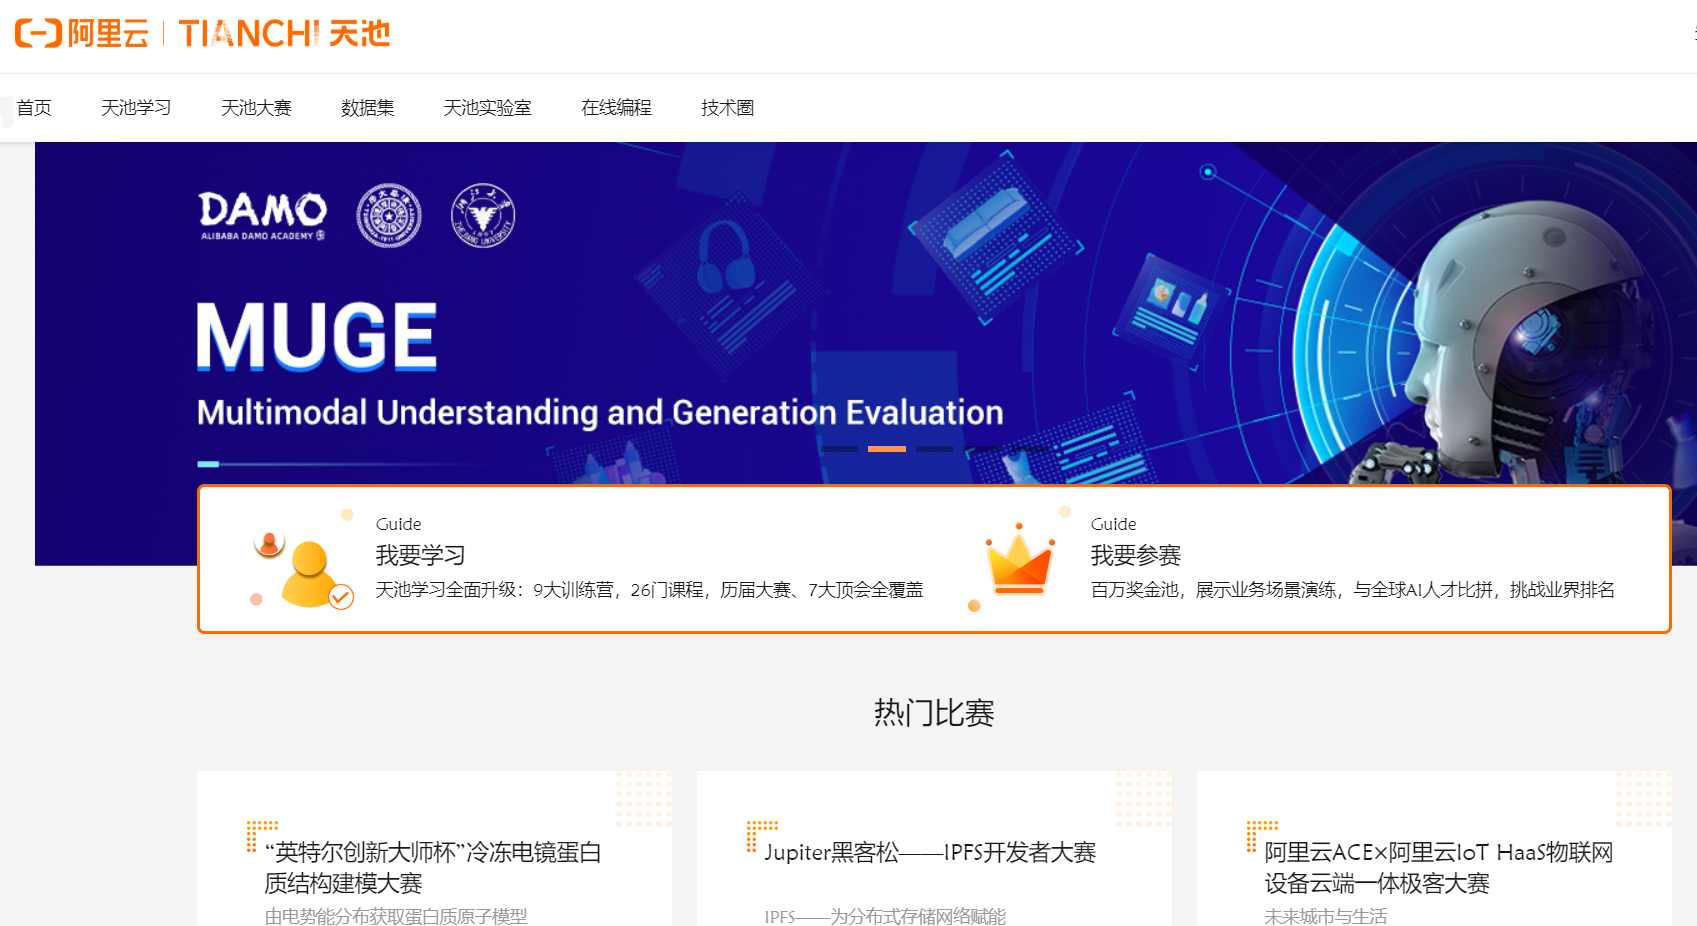 阿里云 | TIANCHI 天池
首页 天池学习 天池大赛 数据集 天池实验室 在线编程 技术圈
DAMO
ALIBABA DAMO ACADEMY
MUGE
Multimodal Understanding and Generation Evaluation
Guide
我要学习
天池学习全面升级：9大训练营，26门课程，历届大赛、7大顶会全覆盖
Guide
我要参赛
百万奖金池，展示业务场景演练，与全球AI人才比拼，挑战业界排名
热门比赛
“英特尔创新大师杯”冷冻电镜蛋白
质结构建模大赛
由电势能分布获取蛋白质原子模型
Jupiter黑客松——IPFS开发者大赛
IPFS——为分布式存储网络赋能
阿里云ACE×阿里云IoT HaaS物联网
设备云端一体极客大赛
未来城市与生活